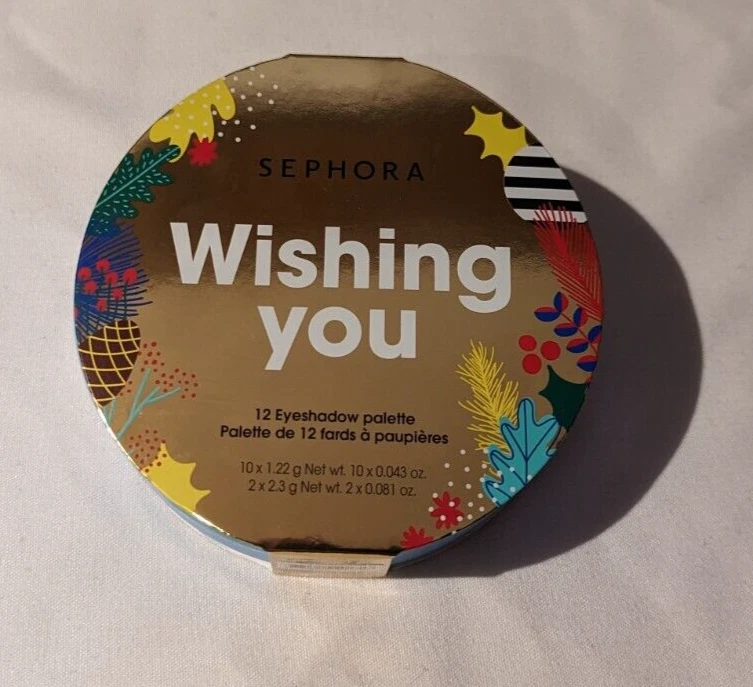 SEPHORA
Wishing
you
12 Eyeshadow palette
Palette de 12 fards à paupières
10 x 1.22 g Net wt. 10 x 0.043 oz.
2 x 2.3 g Net wt. 2 x 0.081 oz.